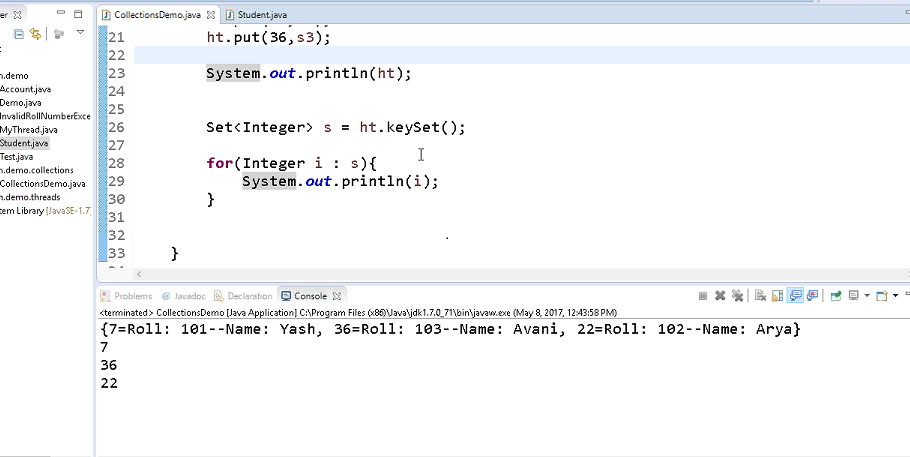 er
CollectionsDemo.java
Student.java
n.demo
Account.java
Demo.java
InvalidRollNumberExce
MyThread.java
Student.java
Test.java
n.demo.collections
CollectionsDemo.java
n.demo.threads
tem Library [JavaSE-1.7]
21 ht.put(36,s3);
22
23 System.out.println(ht);
24
25
26 Set<Integer> s = ht.keySet();
27
28 for(Integer i : s){
29 System.out.println(i);
30 }
31
32
33 }
Problems Javadoc Declaration Console
<terminated> CollectionsDemo [Java Application] C:\Program Files (x86)\Java\jdk1.7.0_71\bin\javaw.exe (May 8, 2017, 12:43:58 PM)
{7=Roll: 101--Name: Yash, 36=Roll: 103--Name: Avani, 22=Roll: 102--Name: Arya}
7
36
22